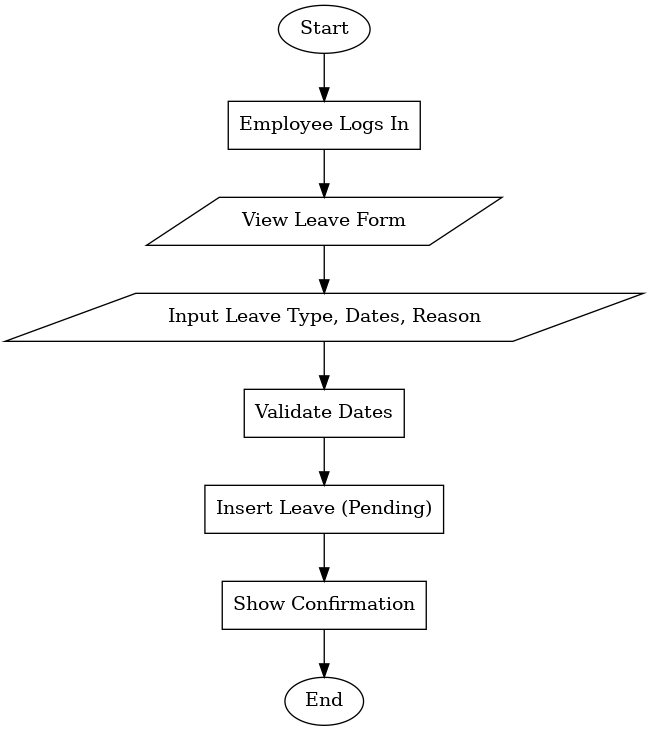 Start
Employee Logs In
View Leave Form
Input Leave Type, Dates, Reason
Validate Dates
Insert Leave (Pending)
Show Confirmation
End